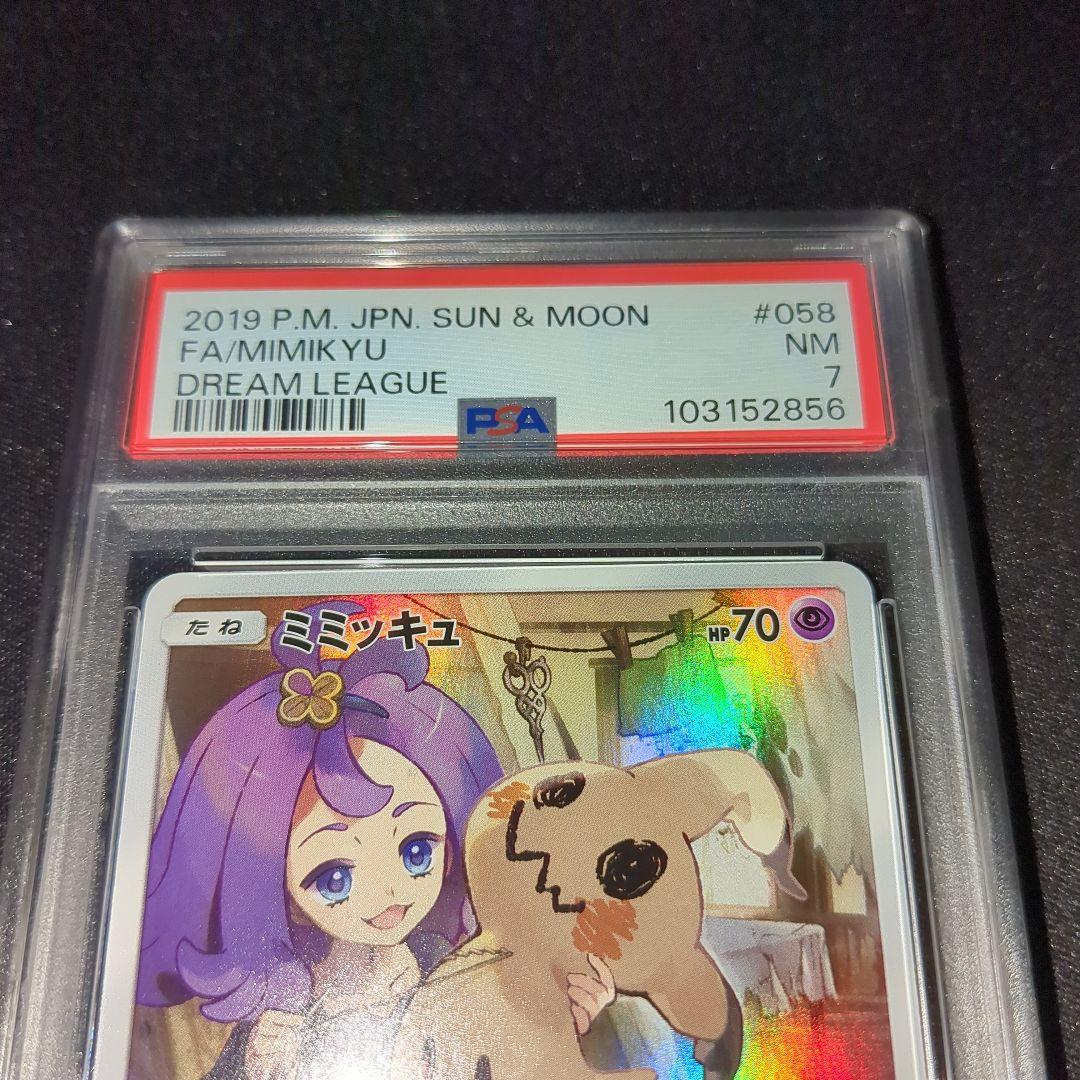 2019 P.M. JPN. SUN & MOON #058
FA/MIMIKYU NM
DREAM LEAGUE 7
PSA 103152856
たね ミミッキュ HP70